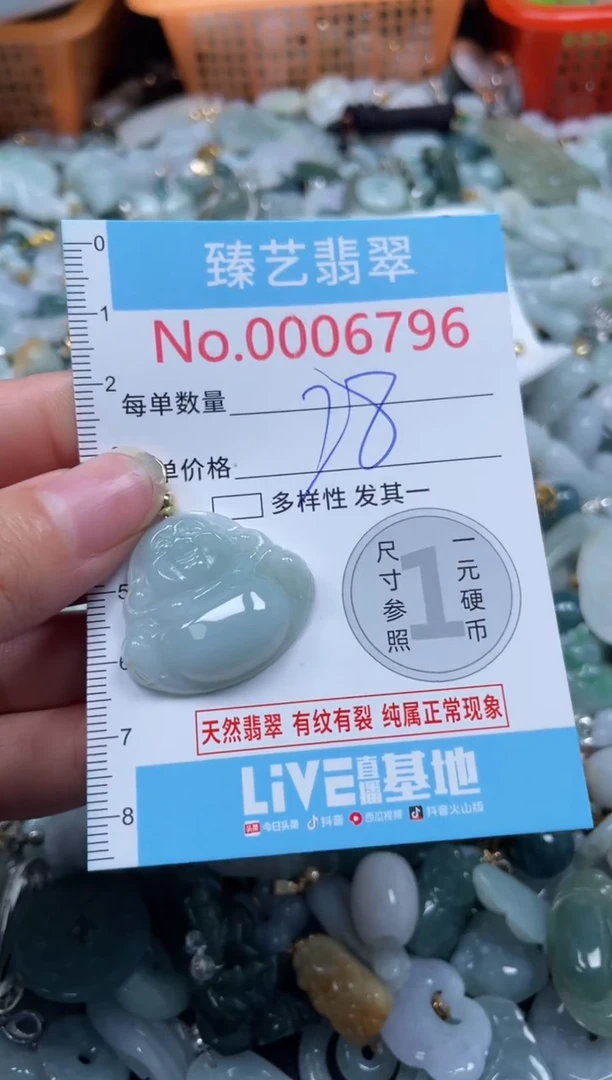 0
臻艺翡翠
1
No.0006796
2
每单数量
28
单价格
多样性 发其一
尺寸参照
1
一元硬币
5
6
天然翡翠 有纹有裂 纯属正常现象
7
LiVE直播基地
8
头条 今日头条 抖音 西瓜视频 抖音火山版